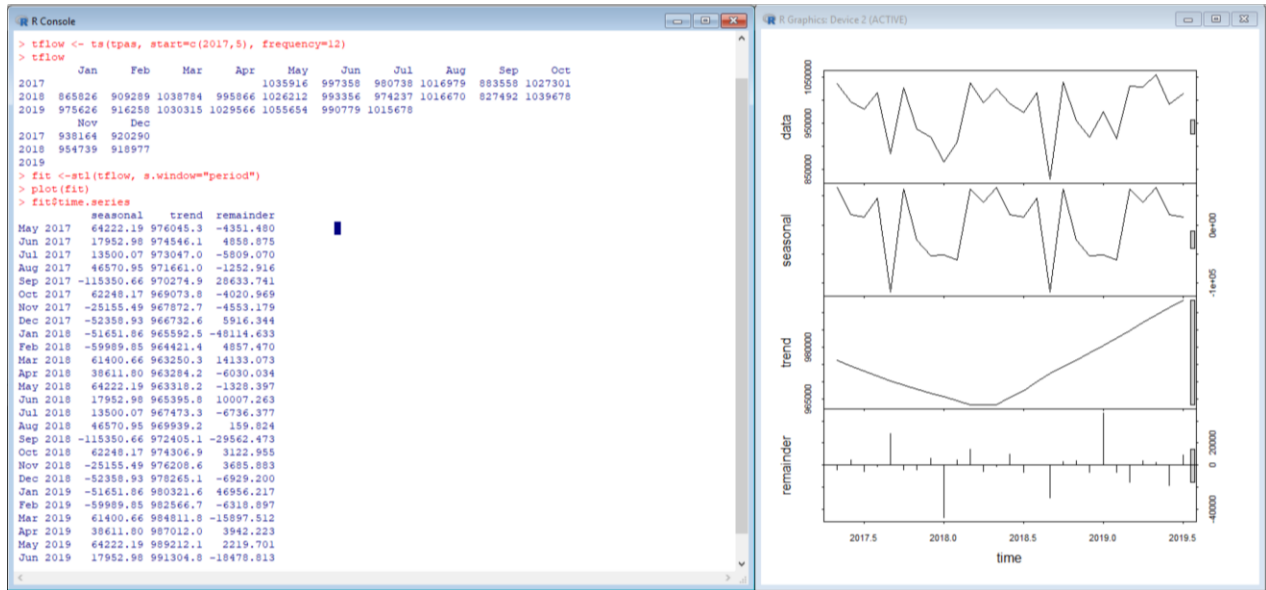 R Console
> tflow <- ts(tpas, start=c(2017,5), frequency=12)
> tflow
Jan Feb Mar Apr May Jun Jul Aug Sep Oct
2017 1035916 997358 980738 1016979 883558 1027301
2018 865826 909289 1038784 995866 1026212 993356 974237 1016670 827492 1039678
2019 975626 916258 1030315 1029566 1055654 990779 1015678
Nov Dec
2017 938164 920290
2018 954739 918977
2019
> fit <-stl(tflow, s.window="period")
> plot(fit)
> fit$time.series
seasonal trend remainder
May 2017 64222.19 976045.3 -4351.480
Jun 2017 17952.98 974546.1 4858.875
Jul 2017 13500.07 973047.0 -5809.070
Aug 2017 46570.95 971661.0 -1252.916
Sep 2017 -115350.66 970274.9 28633.741
Oct 2017 62248.17 969073.8 -4020.969
Nov 2017 -25155.49 967872.7 -4553.179
Dec 2017 -52358.93 966732.6 5916.344
Jan 2018 -51651.86 965592.5 -48114.633
Feb 2018 -59989.85 964421.4 4857.470
Mar 2018 61400.66 963250.3 14133.073
Apr 2018 38611.80 963284.2 -6030.034
May 2018 64222.19 963318.2 -1328.397
Jun 2018 17952.98 965395.8 10007.263
Jul 2018 13500.07 967473.3 -6736.377
Aug 2018 46570.95 969939.2 159.824
Sep 2018 -115350.66 972405.1 -29562.473
Oct 2018 62248.17 974306.9 3122.955
Nov 2018 -25155.49 976208.6 3685.883
Dec 2018 -52358.93 978265.1 -6929.200
Jan 2019 -51651.86 980321.6 46956.217
Feb 2019 -59989.85 982566.7 -6318.897
Mar 2019 61400.66 984811.8 -15897.512
Apr 2019 38611.80 987012.0 3942.223
May 2019 64222.19 989212.1 2219.701
Jun 2019 17952.98 991304.8 -18478.813
R Graphics: Device 2 (ACTIVE)
data
850000 950000 1050000
seasonal
-1e+05 0e+00
trend
965000 980000
remainder
-40000 0 20000
2017.5 2018.0 2018.5 2019.0 2019.5
time